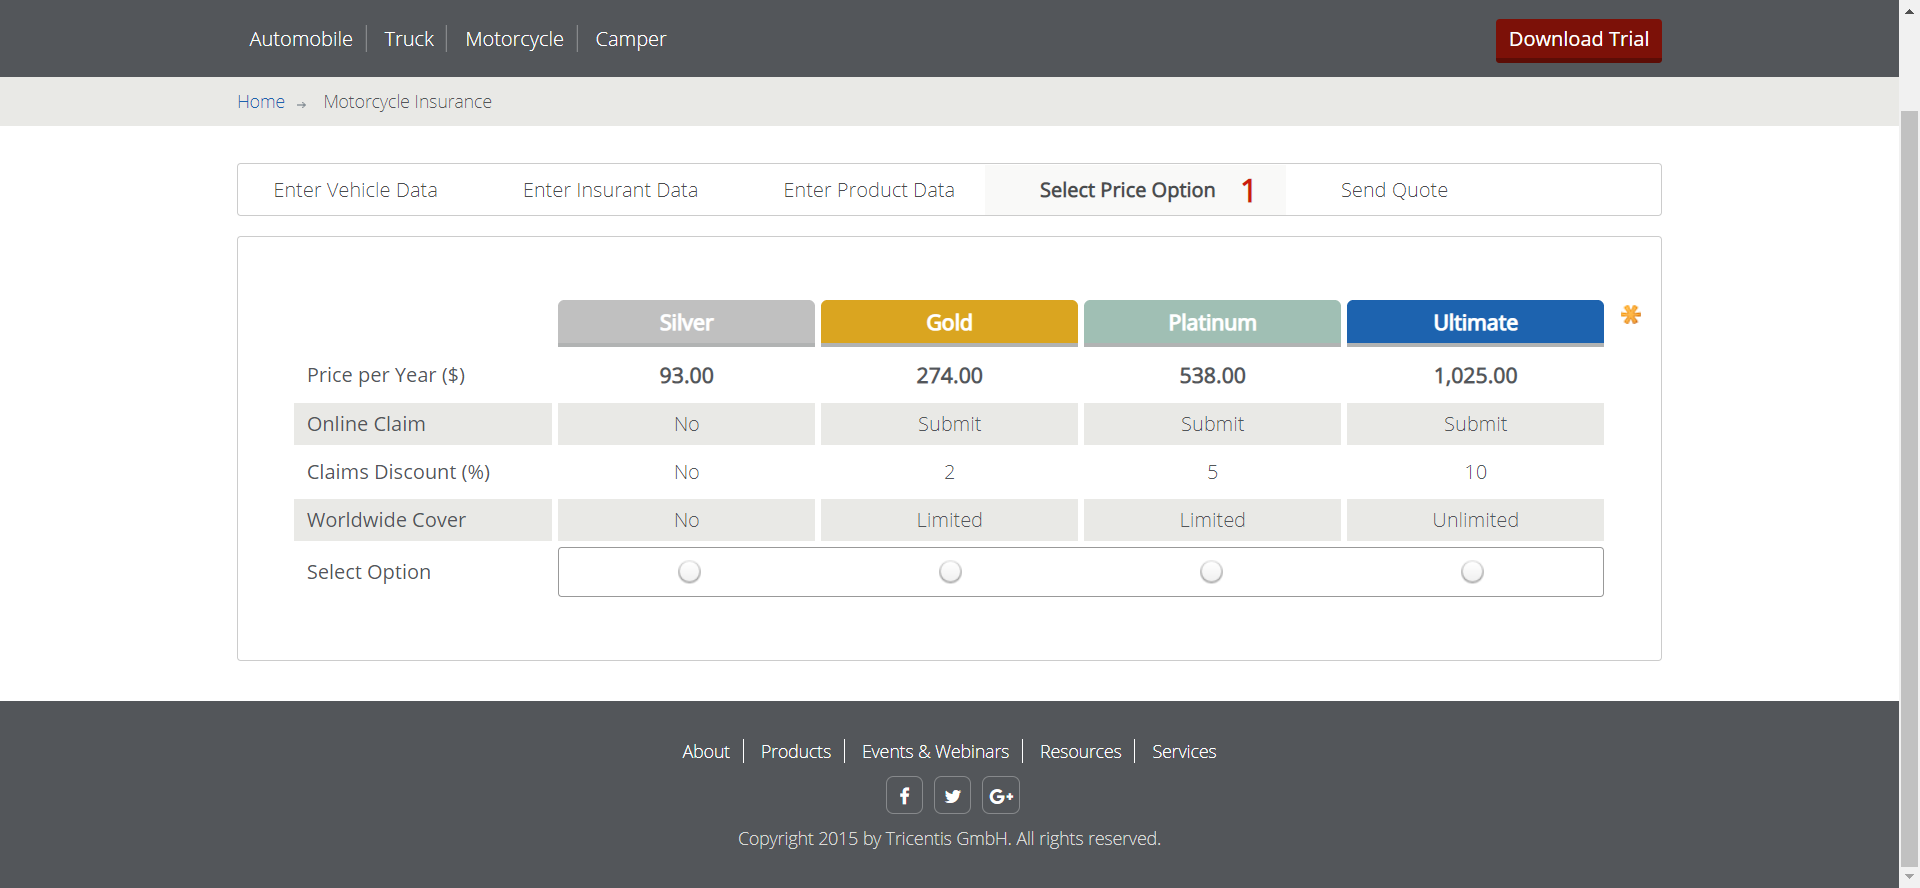 Automobile Truck Motorcycle Camper Download Trial
Home → Motorcycle Insurance
Enter Vehicle Data Enter Insurant Data Enter Product Data Select Price Option 1 Send Quote
Silver Gold Platinum Ultimate
Price per Year ($) 93.00 274.00 538.00 1,025.00
Online Claim No Submit Submit Submit
Claims Discount (%) No 2 5 10
Worldwide Cover No Limited Limited Unlimited
Select Option
About Products Events & Webinars Resources Services
f G+
Copyright 2015 by Tricentis GmbH. All rights reserved.